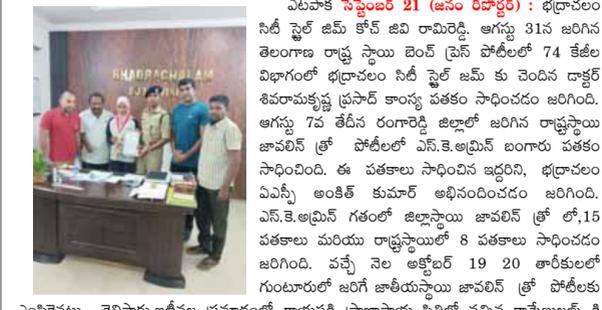 BHADRACHALAM
ఎటపాక సెప్టెంబర్ 21 (జనం రిపోర్టర్) : భద్రాచలం
సిటీ స్టైల్ జిమ్ కోచ్ జివి రామిరెడ్డి. ఆగస్టు 31న జరిగిన
తెలంగాణ రాష్ట్ర స్థాయి బెంచ్ ప్రెస్ పోటీలలో 74 కేజీల
విభాగంలో భద్రాచలం సిటీ స్టైల్ జమ్ కు చెందిన డాక్టర్
శివరామకృష్ణ ప్రసాద్ కాంస్య పతకం సాధించడం జరిగింది.
ఆగస్టు 7వ తేదీన రంగారెడ్డి జిల్లాలో జరిగిన రాష్ట్రస్థాయి
జావలిన్ త్రో పోటీలలో ఎస్.కె.అమ్రిన్ బంగారు పతకం
సాధించింది. ఈ పతకాలు సాధించిన ఇద్దరిని, భద్రాచలం
ఏఎస్పీ అంకిత్ కుమార్ అభినందించడం జరిగింది.
ఎస్.కె.అమ్రిన్ గతంలో జిల్లాస్థాయి జావలిన్ త్రో లో,15
పతకాలు మరియు రాష్ట్రస్థాయిలో 8 పతకాలు సాధించడం
జరిగింది. వచ్చే నెల అక్టోబర్ 19 20 తారీకులలో
గుంటూరులో జరిగే జాతీయస్థాయి జావలిన్ త్రో పోటీలకు